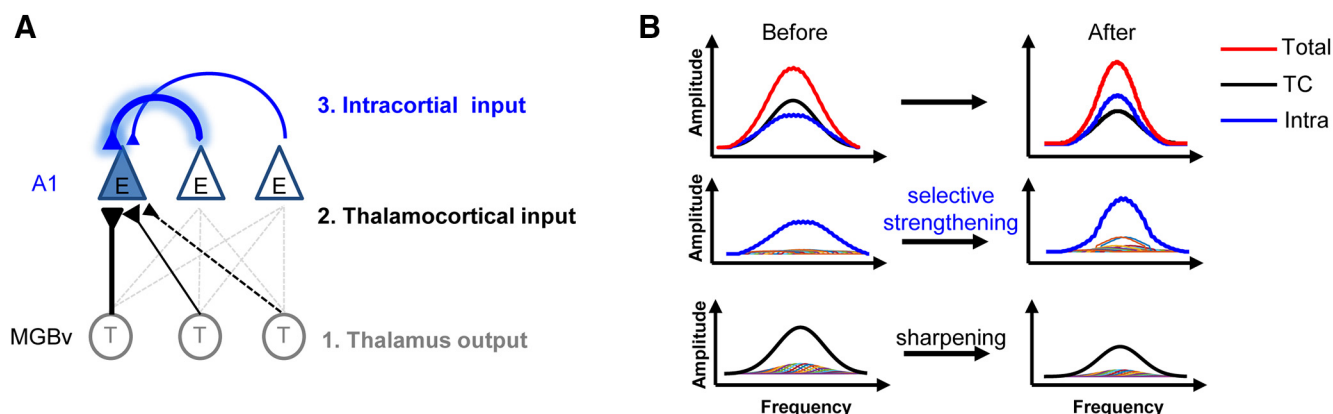 A
3. Intracortial input
A1
E
E
E
2. Thalamocortical input
MGBv
T
T
T
1. Thalamus output
B
Before
After
Total
TC
Intra
Amplitude
Amplitude
selective
strengthening
Amplitude
Amplitude
sharpening
Amplitude
Amplitude
Frequency
Frequency